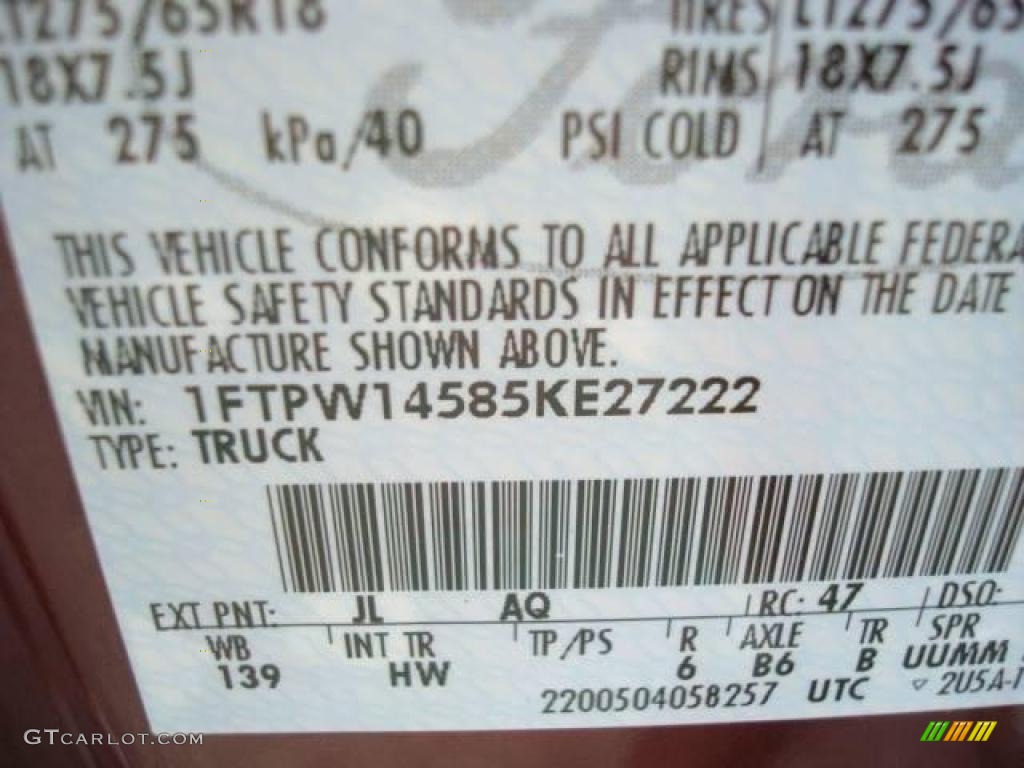 LT275/65R18 TIRES LT275/65
18X7.5J RIMS 18X7.5J
AT 275 kPa/40 PSI COLD AT 275
THIS VEHICLE CONFORMS TO ALL APPLICABLE FEDERA
VEHICLE SAFETY STANDARDS IN EFFECT ON THE DATE
MANUFACTURE SHOWN ABOVE.
VIN: 1FTPW14585KE27222
TYPE: TRUCK
EXT PNT: JL AQ RC: 47 DSO:
WB INT TR TP/PS R AXLE TR SPR
139 HW 6 B6 B UUMM
2200504058257 UTC ▽ 2U5A-1
GTCARLOT.COM